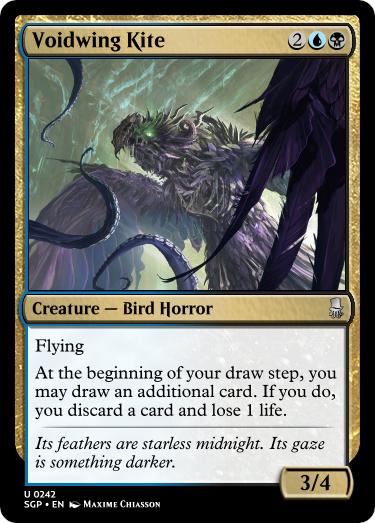 Voidwing Kite 2
Creature — Bird Horror
Flying
At the beginning of your draw step, you
may draw an additional card. If you do,
you discard a card and lose 1 life.
Its feathers are starless midnight. Its gaze
is something darker.
3/4
U 0242
SGP • EN Maxime Chiasson